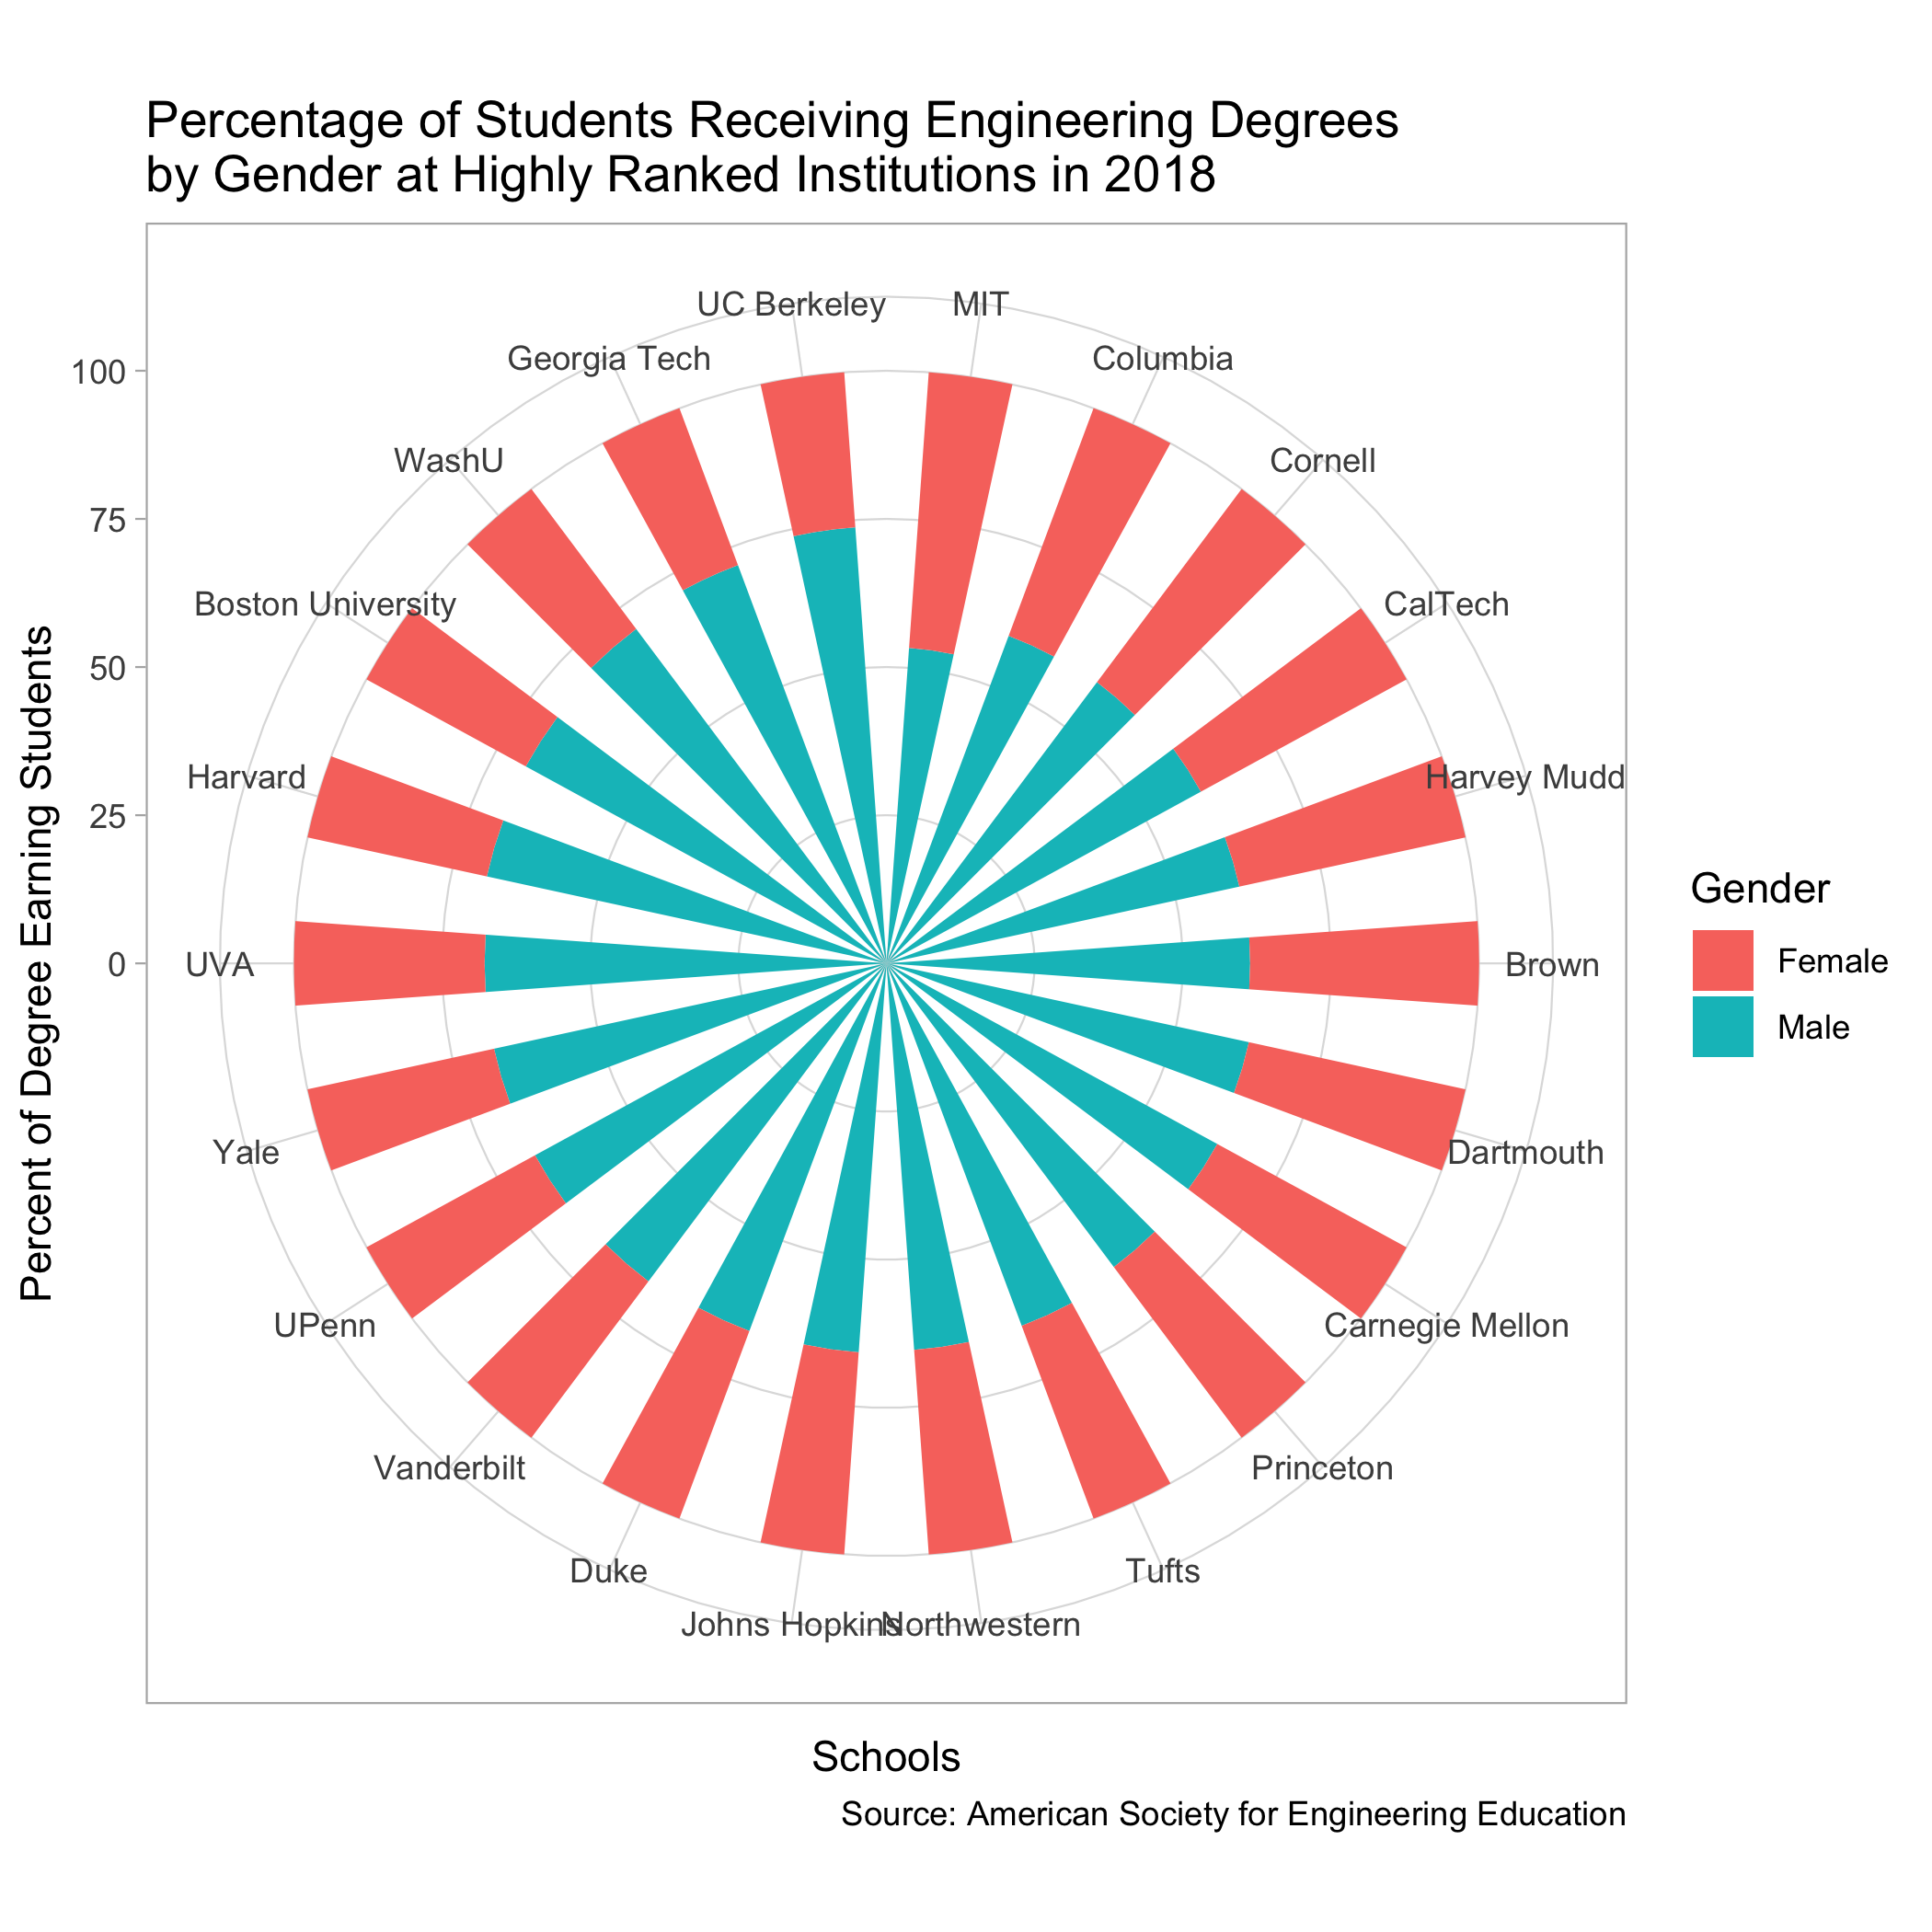 Percentage of Students Receiving Engineering Degrees
by Gender at Highly Ranked Institutions in 2018
UC Berkeley
MIT
Georgia Tech
Columbia
100
WashU
Cornell
75
Boston University
CalTech
50
Harvard
Harvey Mudd
25
Gender
Female
Male
UVA
0
Brown
Percent of Degree Earning Students
Yale
Dartmouth
UPenn
Carnegie Mellon
Vanderbilt
Princeton
Duke
Tufts
Johns Hopkins
Northwestern
Schools
Source: American Society for Engineering Education